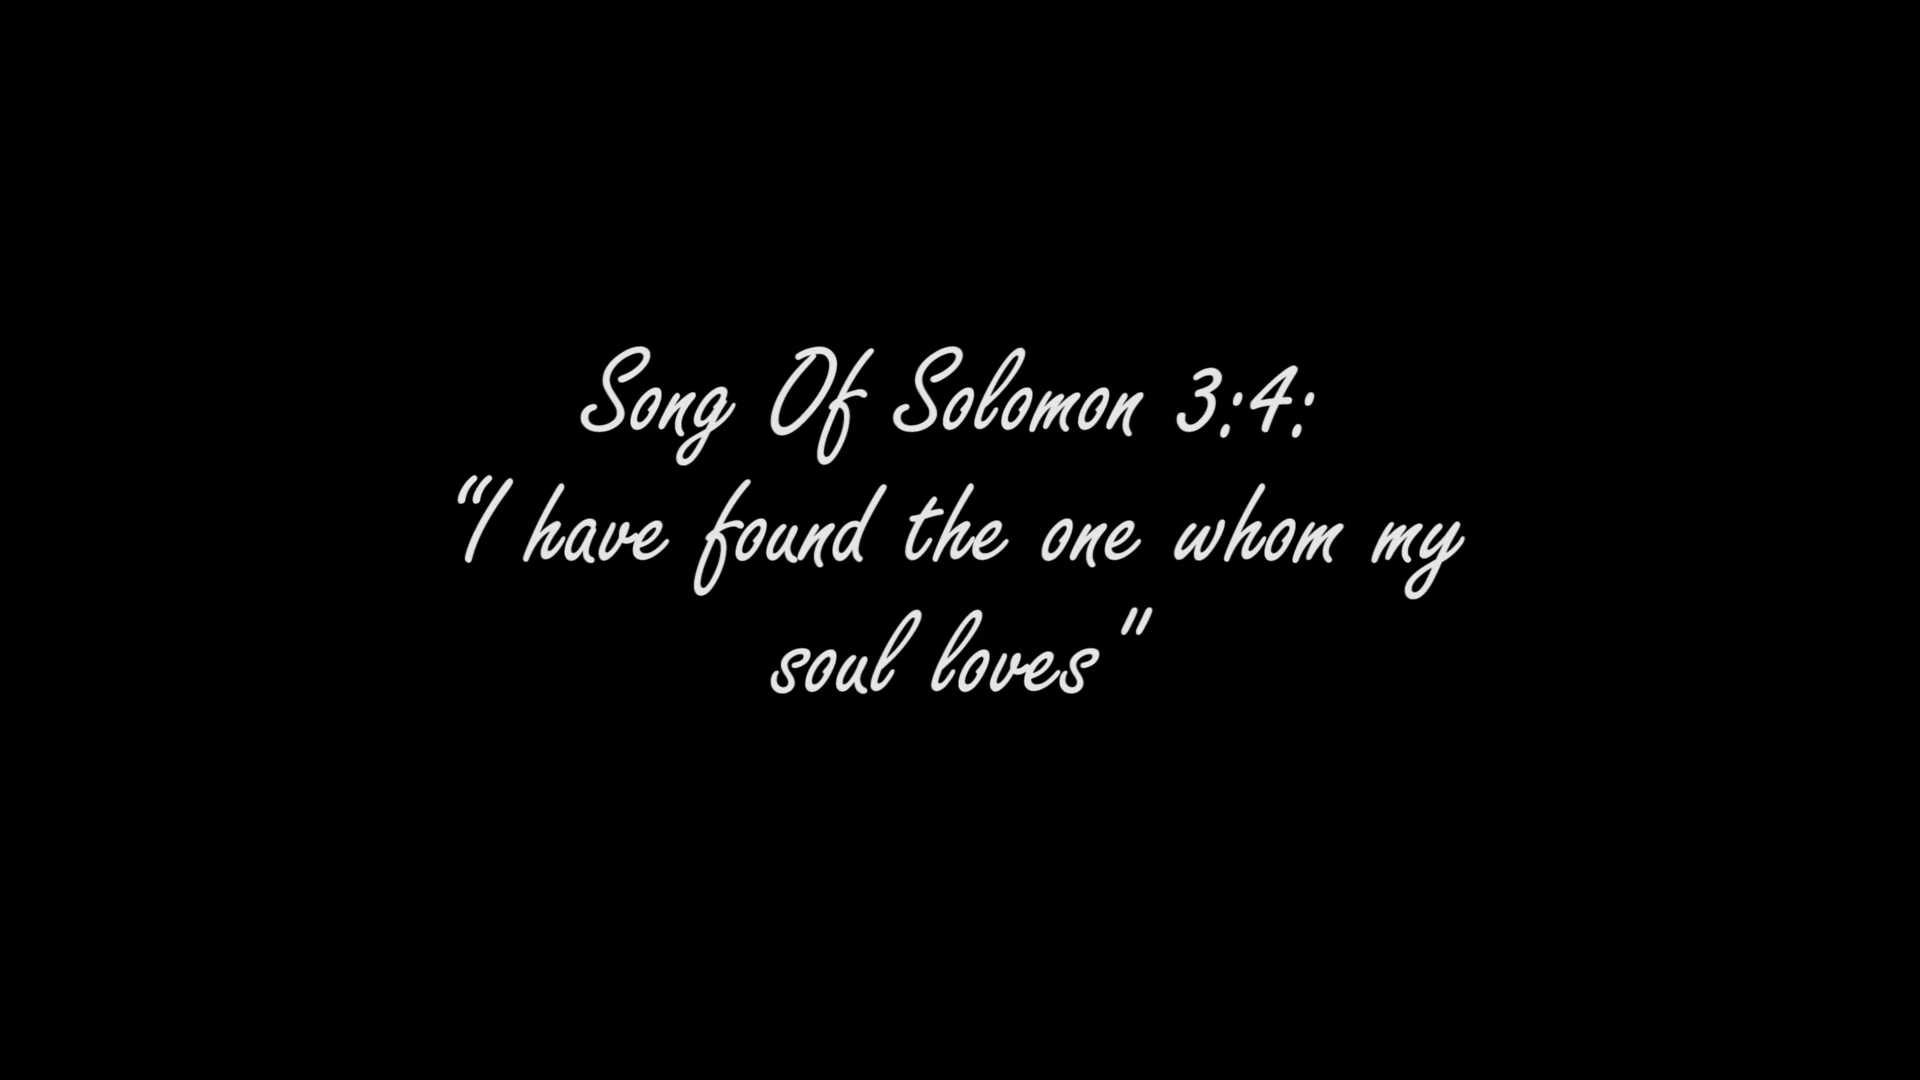 Song Of Solomon 3:4:
“I have found the one whom my
soul loves”